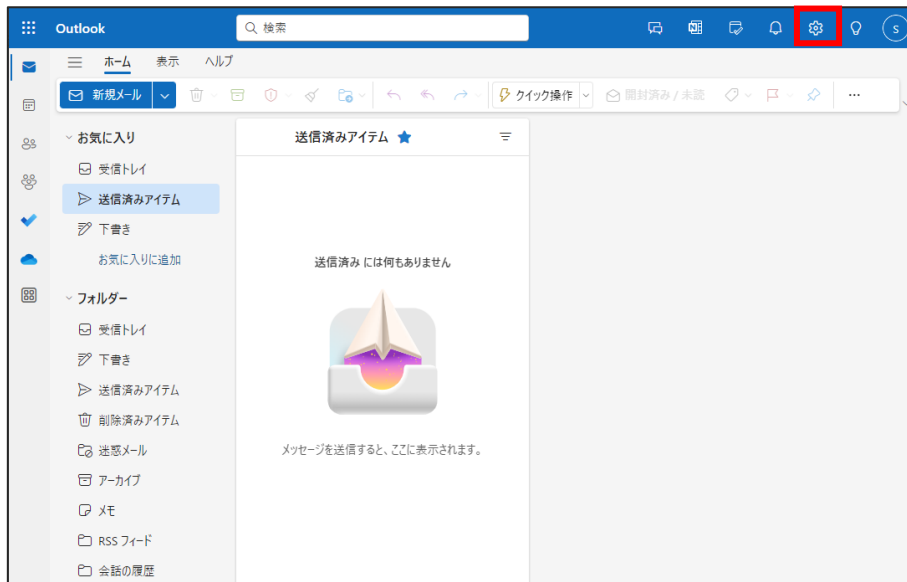 Outlook
検索
S
ホーム 表示 ヘルプ
新規メール クイック操作 開封済み / 未読
お気に入り
受信トレイ
送信済みアイテム
下書き
お気に入りに追加
フォルダー
受信トレイ
下書き
送信済みアイテム
削除済みアイテム
迷惑メール
アーカイブ
メモ
RSS フィード
会話の履歴
送信済みアイテム
送信済み には何もありません
メッセージを送信すると、ここに表示されます。